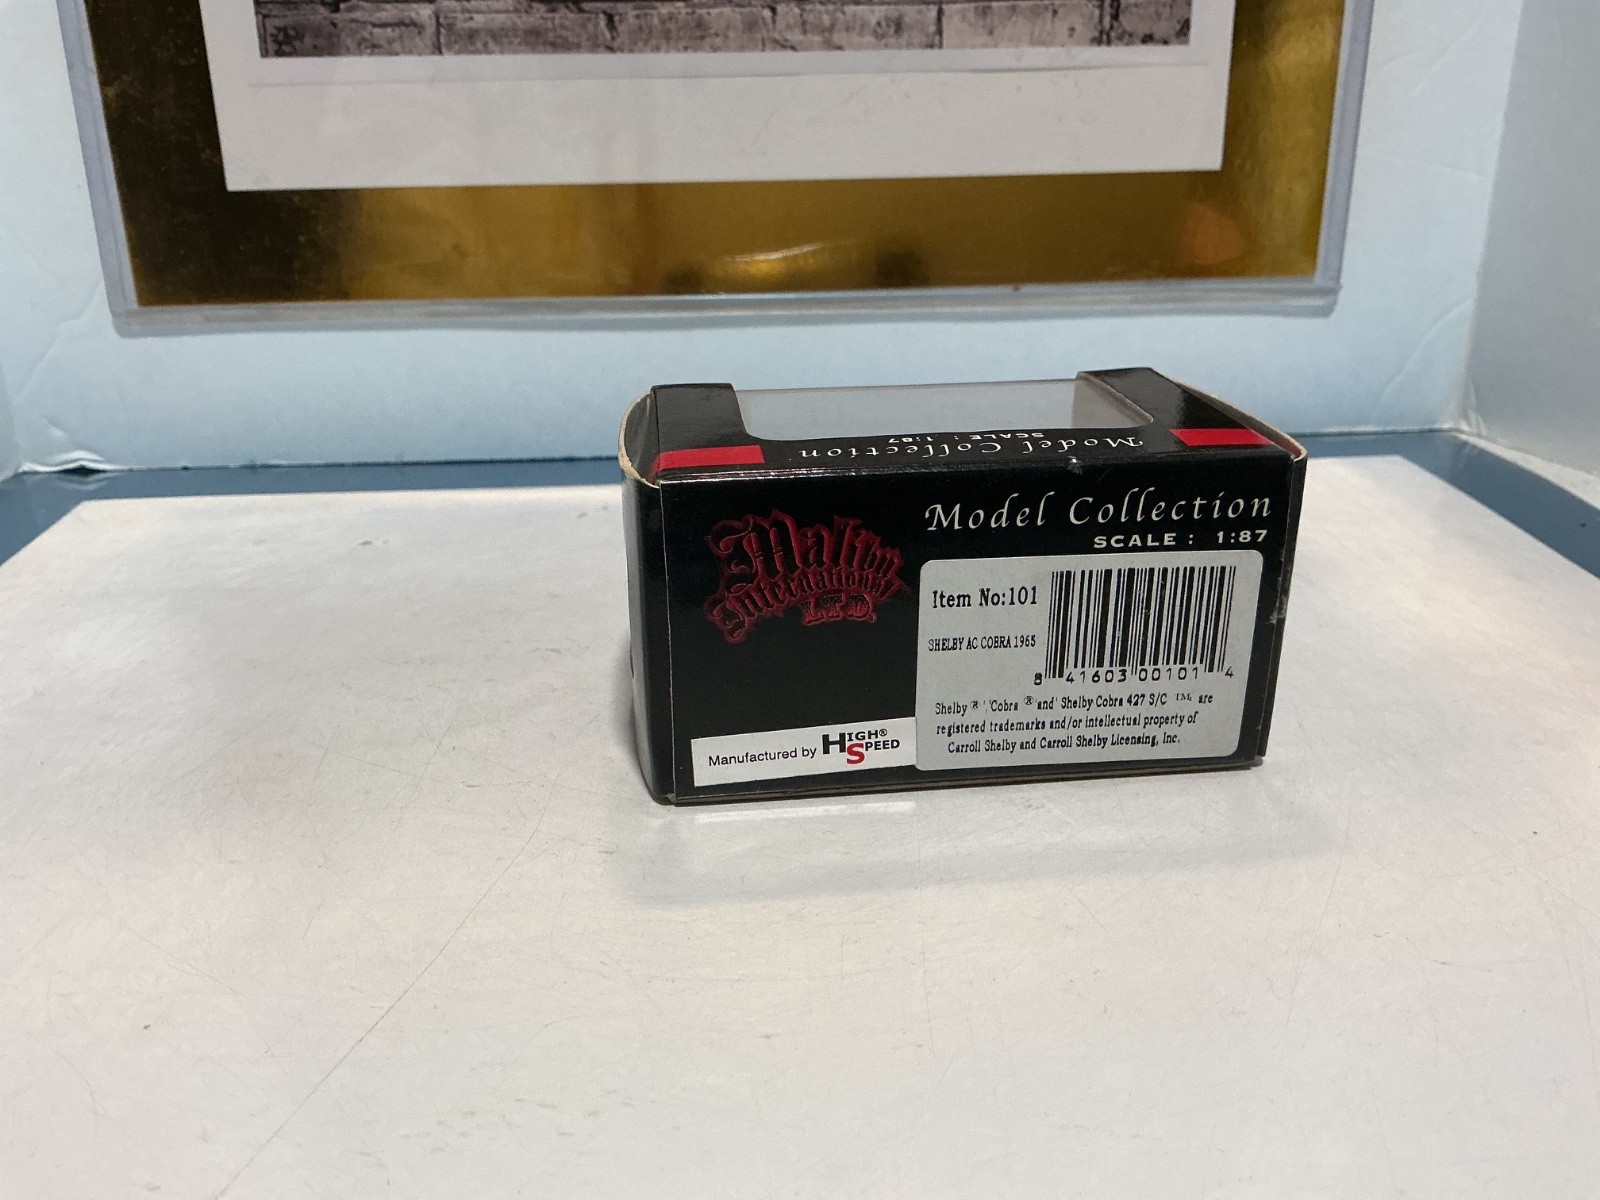 Model Collection
SCALE : 1:87
Model Collection
SCALE : 1:87
Malibu
International
LTD.
Item No:101
SHELBY AC COBRA 1965
8 41603 00101 4
Shelby ® ' 'Cobra ® and' Shelby Cobra 427 S/C ™, are
registered trademarks and/or intellectual property of
Carroll Shelby and Carroll Shelby Licensing, Inc.
Manufactured by HIGH® SPEED